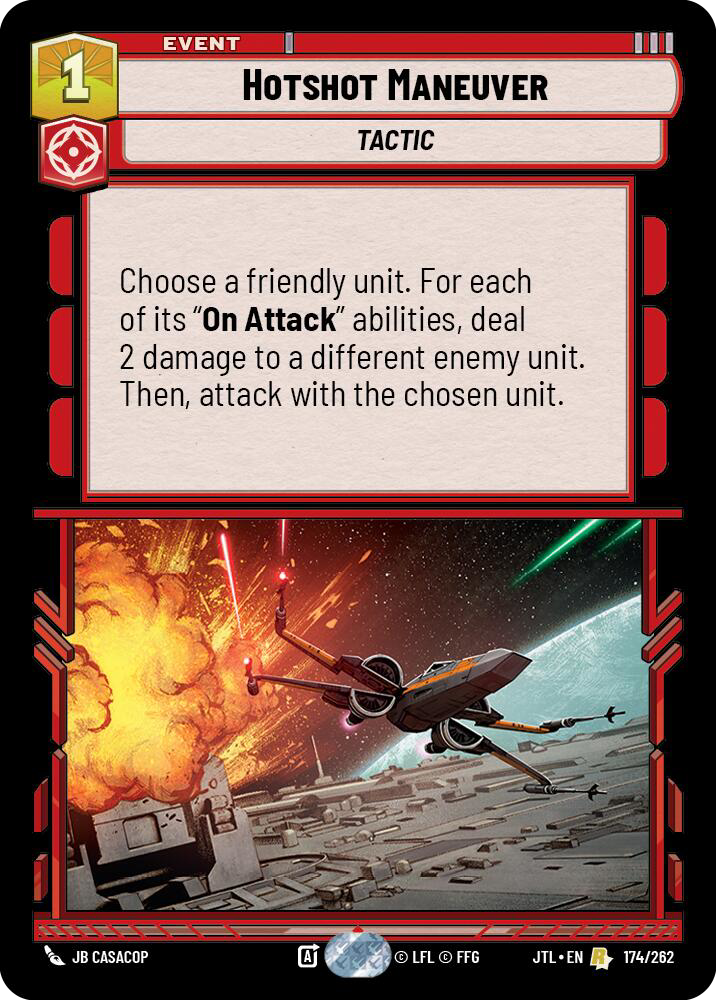 EVENT
1
HOTSHOT MANEUVER
TACTIC
Choose a friendly unit. For each
of its “On Attack” abilities, deal
2 damage to a different enemy unit.
Then, attack with the chosen unit.
JB CASACOP
A
© LFL © FFG
JTL • EN
R
174/262